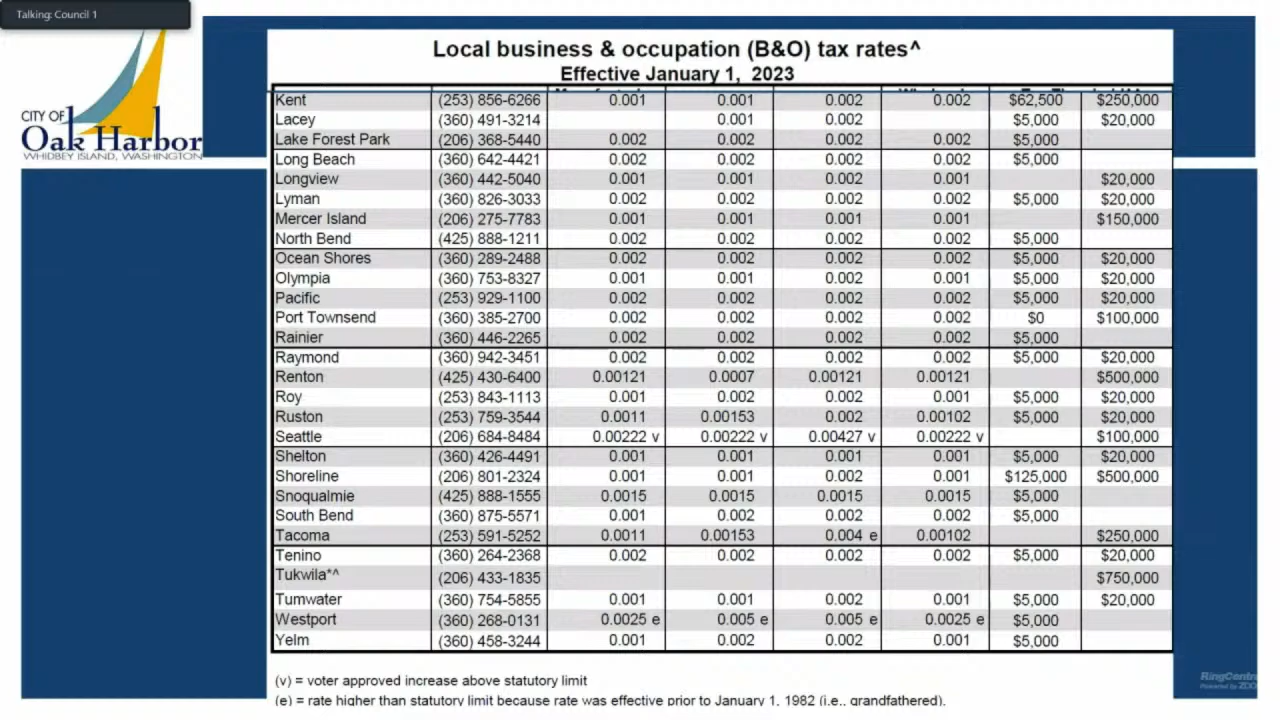 Talking: Council 1
CITY OF
Oak Harbor
WHIDBEY ISLAND, WASHINGTON
Local business & occupation (B&O) tax rates^
Effective January 1, 2023
Kent (253) 856-6266 0.001 0.001 0.002 0.002 $62,500 $250,000
Lacey (360) 491-3214 0.001 0.002 $5,000 $20,000
Lake Forest Park (206) 368-5440 0.002 0.002 0.002 0.002 $5,000
Long Beach (360) 642-4421 0.002 0.002 0.002 0.002 $5,000
Longview (360) 442-5040 0.001 0.001 0.002 0.001 $20,000
Lyman (360) 826-3033 0.002 0.002 0.002 0.002 $5,000 $20,000
Mercer Island (206) 275-7783 0.001 0.001 0.001 0.001 $150,000
North Bend (425) 888-1211 0.002 0.002 0.002 0.002 $5,000
Ocean Shores (360) 289-2488 0.002 0.002 0.002 0.002 $5,000 $20,000
Olympia (360) 753-8327 0.001 0.001 0.002 0.001 $5,000 $20,000
Pacific (253) 929-1100 0.002 0.002 0.002 0.002 $5,000 $20,000
Port Townsend (360) 385-2700 0.002 0.002 0.002 0.002 $0 $100,000
Rainier (360) 446-2265 0.002 0.002 0.002 0.002 $5,000
Raymond (360) 942-3451 0.002 0.002 0.002 0.002 $5,000 $20,000
Renton (425) 430-6400 0.00121 0.0007 0.00121 0.00121 $500,000
Roy (253) 843-1113 0.001 0.002 0.002 0.002 $5,000 $20,000
Ruston (253) 759-3544 0.0011 0.00153 0.002 0.00102 $5,000 $20,000
Seattle (206) 684-8484 0.00222 v 0.00222 v 0.00427 v 0.00222 v $100,000
Shelton (360) 426-4491 0.001 0.001 0.001 0.001 $5,000 $20,000
Shoreline (206) 801-2324 0.001 0.001 0.002 0.001 $125,000 $500,000
Snoqualmie (425) 888-1555 0.0015 0.0015 0.0015 0.0015 $5,000
South Bend (360) 875-5571 0.001 0.002 0.002 0.002 $5,000
Tacoma (253) 591-5252 0.0011 0.00153 0.004 e 0.00102 $250,000
Tenino (360) 264-2368 0.002 0.002 0.002 0.002 $5,000 $20,000
Tukwila*^ (206) 433-1835 $750,000
Tumwater (360) 754-5855 0.001 0.001 0.002 0.001 $5,000 $20,000
Westport (360) 268-0131 0.0025 e 0.005 e 0.005 e 0.0025 e $5,000
Yelm (360) 458-3244 0.001 0.002 0.002 0.001 $5,000
(v) = voter approved increase above statutory limit
(e) = rate higher than statutory limit because rate was effective prior to January 1, 1982 (i.e., grandfathered).